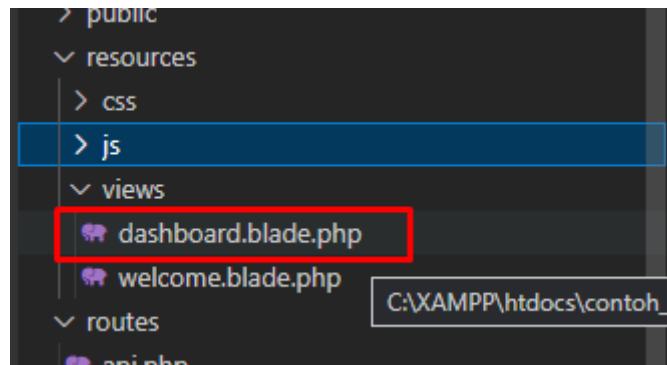 public
resources
css
js
views
dashboard.blade.php
welcome.blade.php
C:\XAMPP\htdocs\contoh_
routes
api.php